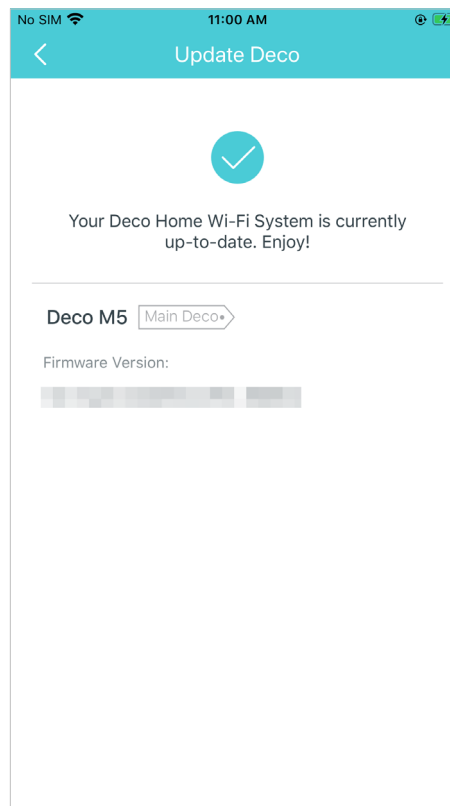 No SIM 11:00 AM
Update Deco
Your Deco Home Wi-Fi System is currently
up-to-date. Enjoy!
Deco M5 Main Deco
Firmware Version: